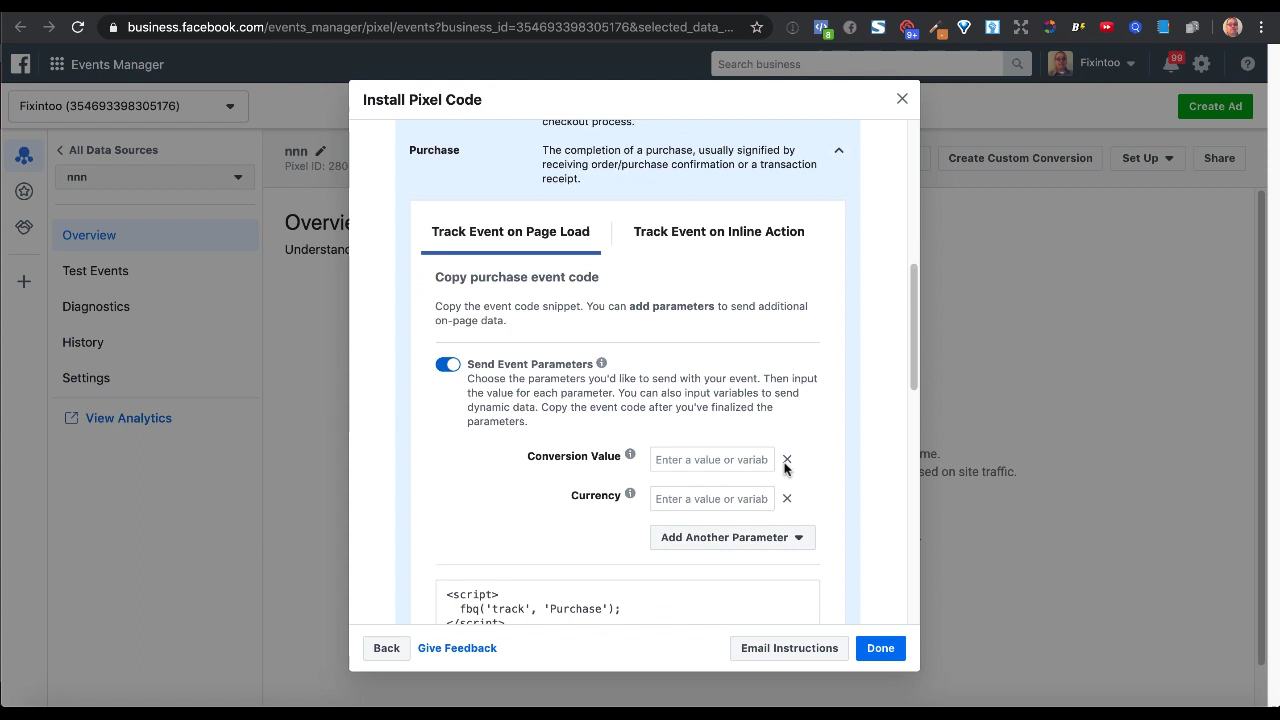 business.facebook.com/events_manager/pixel/events?business_id=354693398305176&selected_data_...
8
9+
B
Events Manager
Search business
Fixintoo
99
Fixintoo (354693398305176)
Create Ad
Install Pixel Code
All Data Sources
nnn
nnn
Pixel ID: 280
Create Custom Conversion
Set Up
Share
Overview
Test Events
Diagnostics
History
Settings
View Analytics
Overvie
Understand
checkout process.
Purchase
The completion of a purchase, usually signified by
receiving order/purchase confirmation or a transaction
receipt.
Track Event on Page Load
Track Event on Inline Action
Copy purchase event code
Copy the event code snippet. You can add parameters to send additional
on-page data.
Send Event Parameters
Choose the parameters you'd like to send with your event. Then input
the value for each parameter. You can also input variables to send
dynamic data. Copy the event code after you've finalized the
parameters.
Conversion Value
Enter a value or variab
Currency
Enter a value or variab
Add Another Parameter
<script>
fbq('track', 'Purchase');
</script>
me.
sed on site traffic.
Back
Give Feedback
Email Instructions
Done